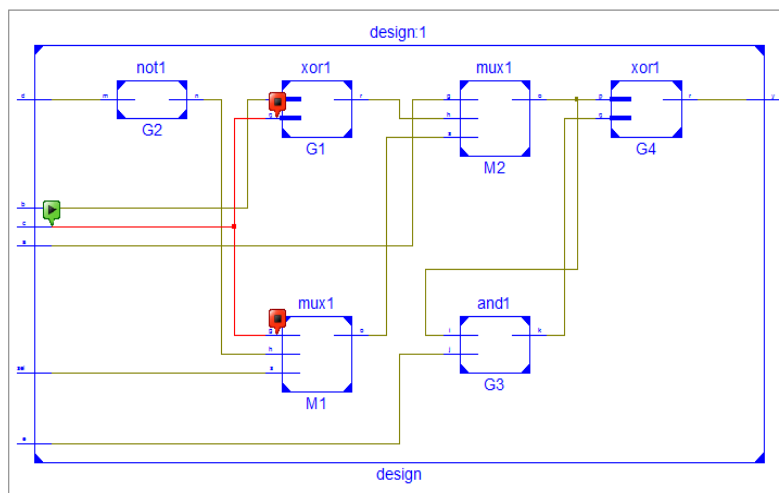 design:1
not1
xor1
mux1
xor1
d
m
n
r
g
o
p
r
y
q
h
q
s
G2
G1
M2
G4
b
c
a
mux1
and1
g
o
i
k
h
j
sel
s
M1
G3
e
design